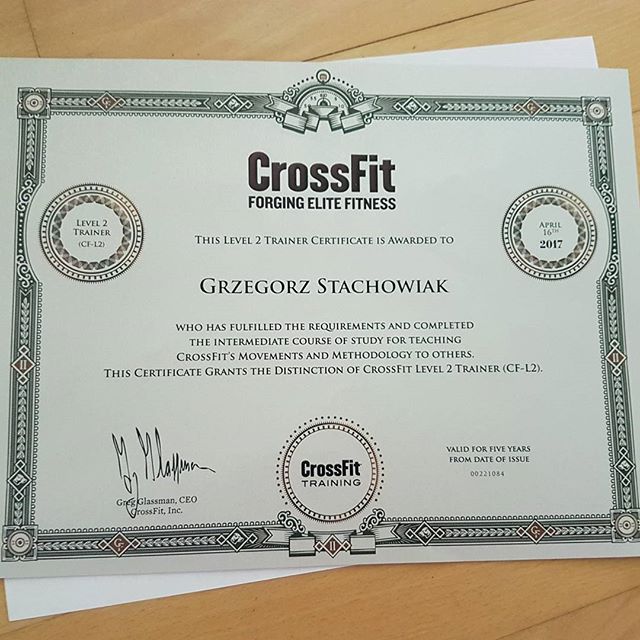 CrossFit
FORGING ELITE FITNESS
LEVEL 2
TRAINER
(CF-L2)
APRIL
16TH
2017
THIS LEVEL 2 TRAINER CERTIFICATE IS AWARDED TO
GRZEGORZ STACHOWIAK
WHO HAS FULFILLED THE REQUIREMENTS AND COMPLETED
THE INTERMEDIATE COURSE OF STUDY FOR TEACHING
CROSSFIT'S MOVEMENTS AND METHODOLOGY TO OTHERS.
THIS CERTIFICATE GRANTS THE DISTINCTION OF CROSSFIT LEVEL 2 TRAINER (CF-L2).
Greg Glassman, CEO
CrossFit, Inc.
CrossFit
TRAINING
VALID FOR FIVE YEARS
FROM DATE OF ISSUE
00221084
II
II
II